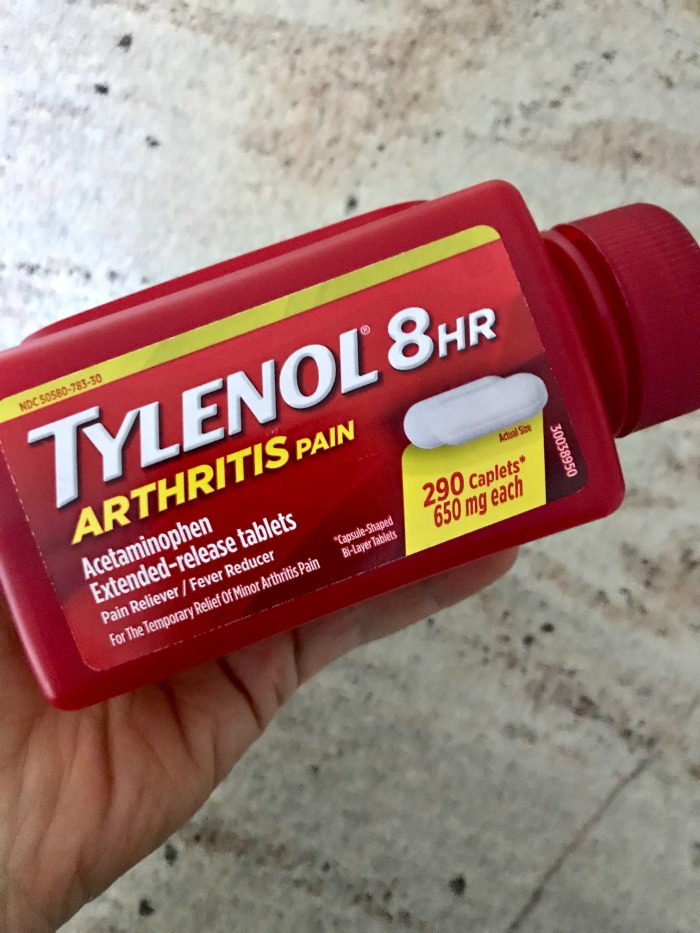 NDC 50580-783-30
TYLENOL® 8HR
ARTHRITIS PAIN
Acetaminophen
Extended-release tablets
Pain Reliever / Fever Reducer
For The Temporary Relief Of Minor Arthritis Pain
*Capsule-Shaped
Bi-Layer Tablets
Actual Size
290 Caplets*
650 mg each
30038950